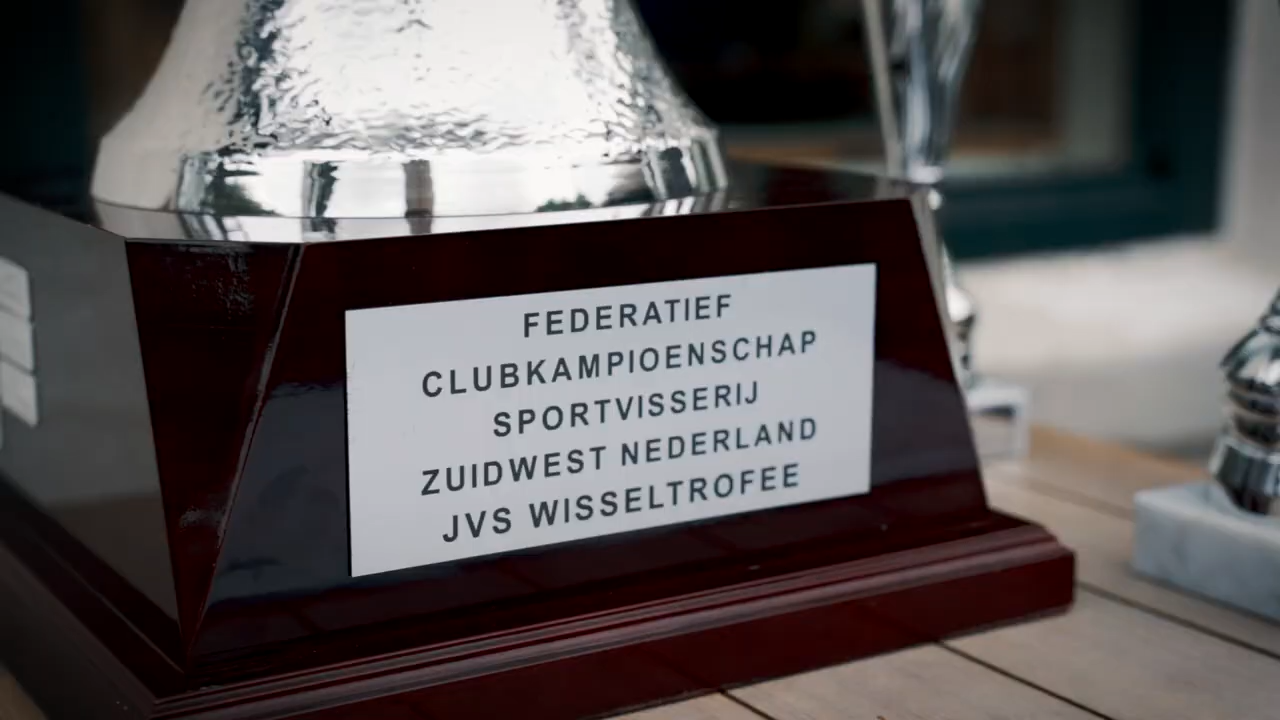 FEDERATIEF
CLUBKAMPIOENSCHAP
SPORTVISSERIJ
ZUIDWEST NEDERLAND
JVS WISSELTROFEE